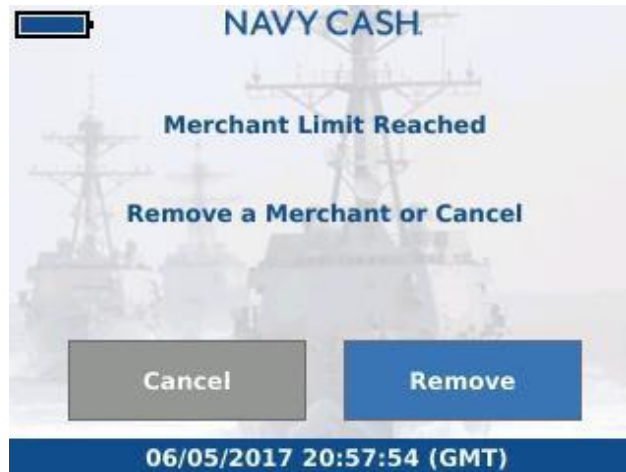 NAVY CASH.
Merchant Limit Reached
Remove a Merchant or Cancel
Cancel
Remove
06/05/2017 20:57:54 (GMT)